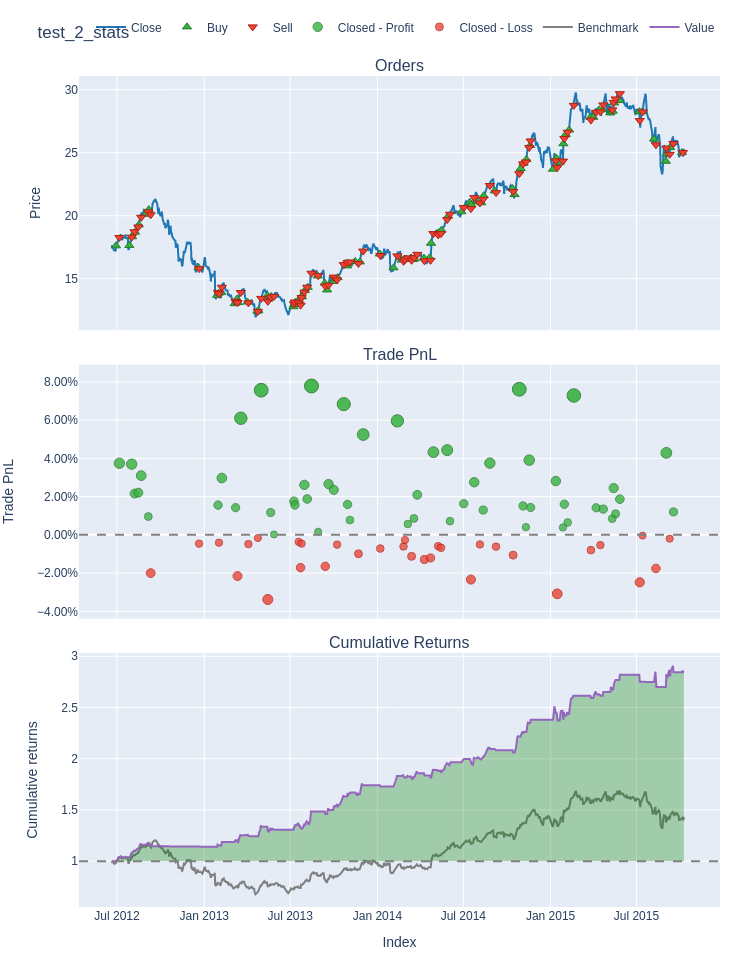 test_2_stats
Close Buy Sell Closed - Profit Closed - Loss Benchmark Value
Orders
30
25
20
15
Price
Trade PnL
8.00%
6.00%
4.00%
2.00%
0.00%
−2.00%
−4.00%
Trade PnL
Cumulative Returns
3
2.5
2
1.5
1
Cumulative returns
Jul 2012 Jan 2013 Jul 2013 Jan 2014 Jul 2014 Jan 2015 Jul 2015
Index